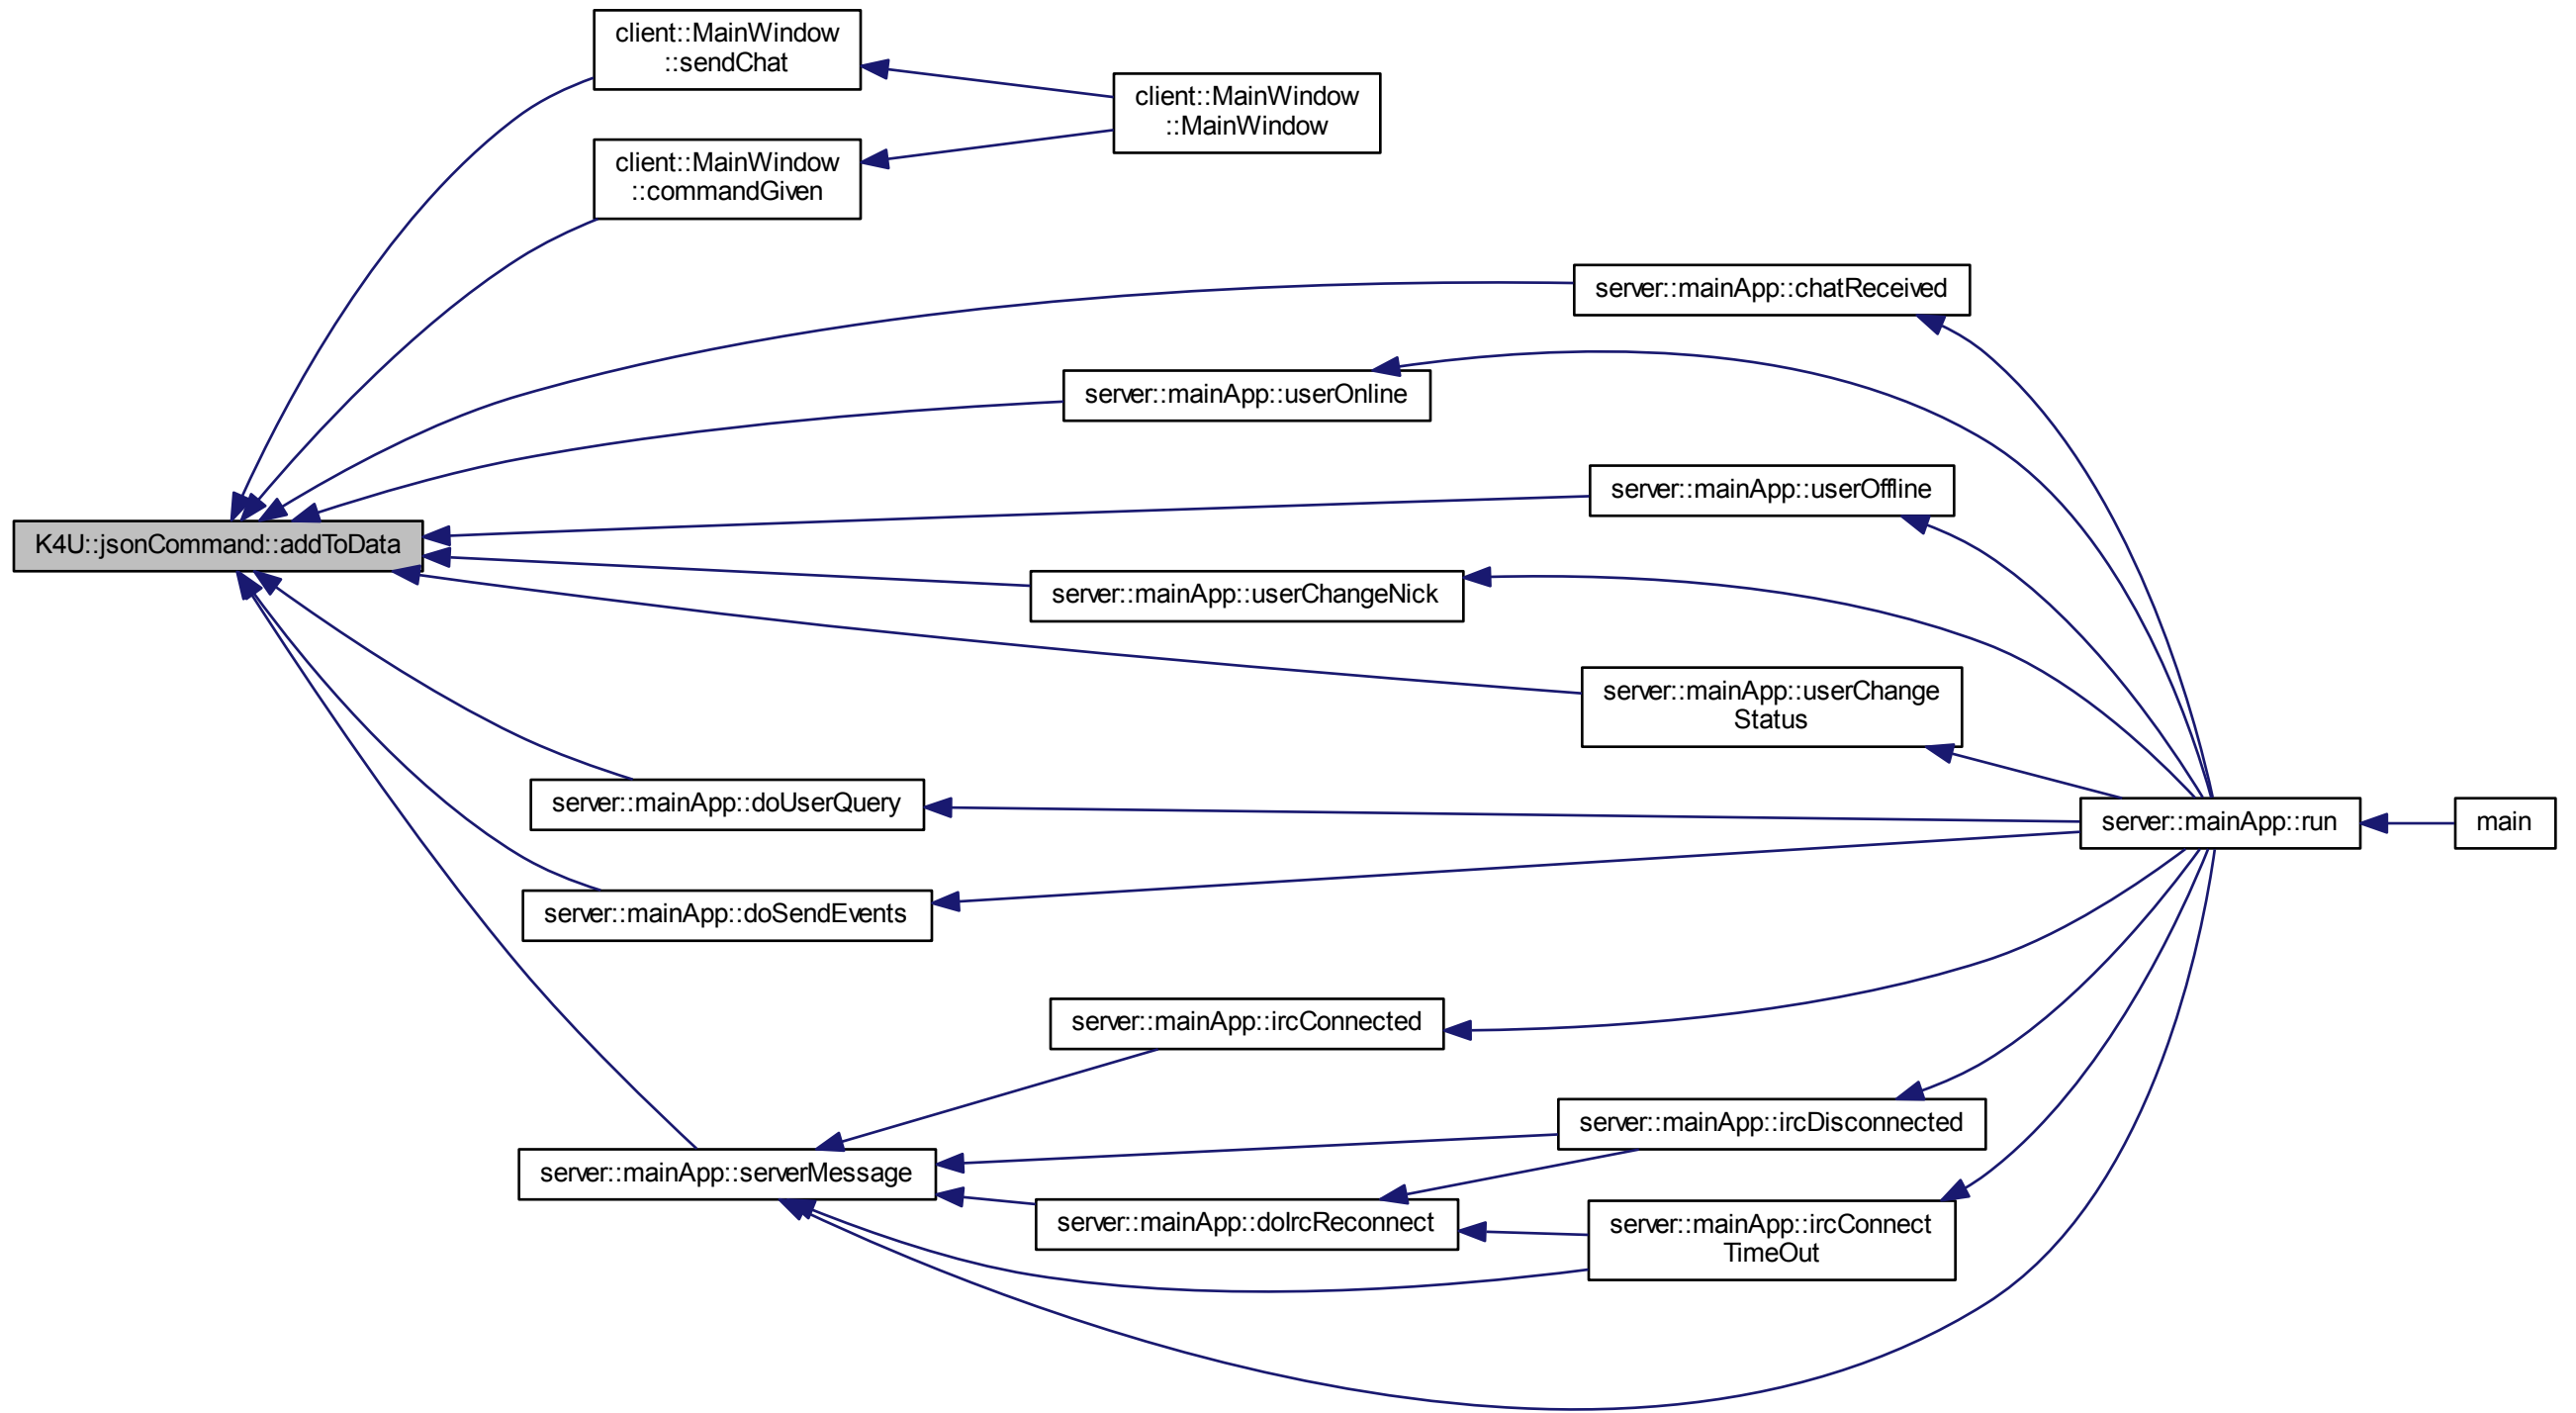 client::MainWindow
::sendChat
client::MainWindow
::MainWindow
client::MainWindow
::commandGiven
server::mainApp::chatReceived
server::mainApp::userOnline
server::mainApp::userOffline
K4U::jsonCommand::addToData
server::mainApp::userChangeNick
server::mainApp::userChange
Status
server::mainApp::doUserQuery
server::mainApp::run
main
server::mainApp::doSendEvents
server::mainApp::ircConnected
server::mainApp::ircDisconnected
server::mainApp::serverMessage
server::mainApp::doIrcReconnect
server::mainApp::ircConnect
TimeOut